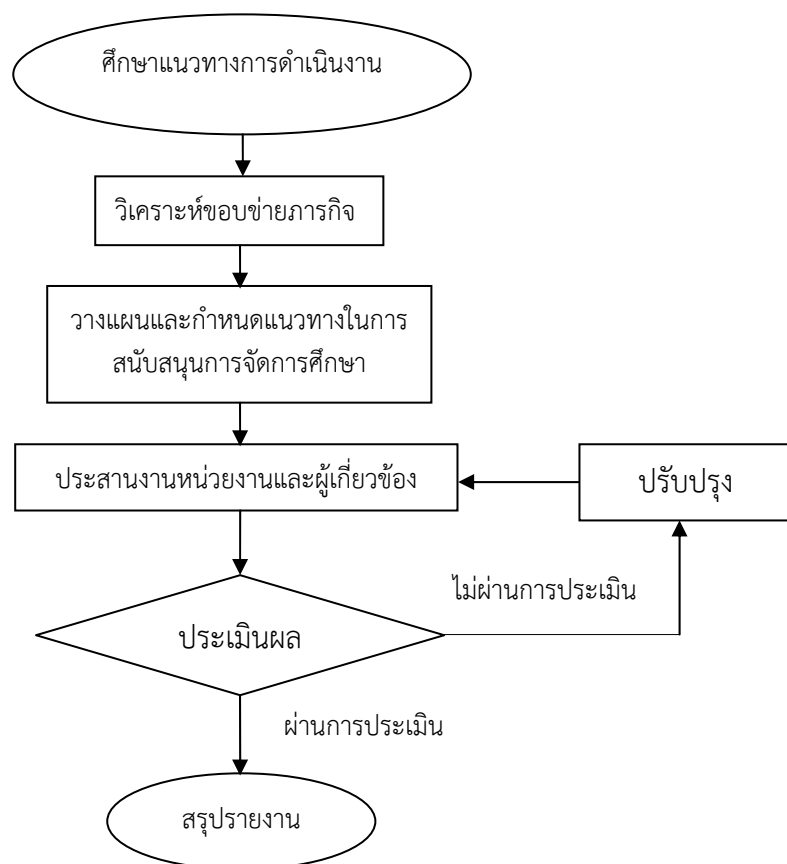 ศึกษาแนวทางการดำเนินงาน
วิเคราะห์ขอบข่ายภารกิจ
วางแผนและกำหนดแนวทางในการ
สนับสนุนการจัดการศึกษา
ประสานงานหน่วยงานและผู้เกี่ยวข้อง
ปรับปรุง
ไม่ผ่านการประเมิน
ประเมินผล
ผ่านการประเมิน
สรุปรายงาน